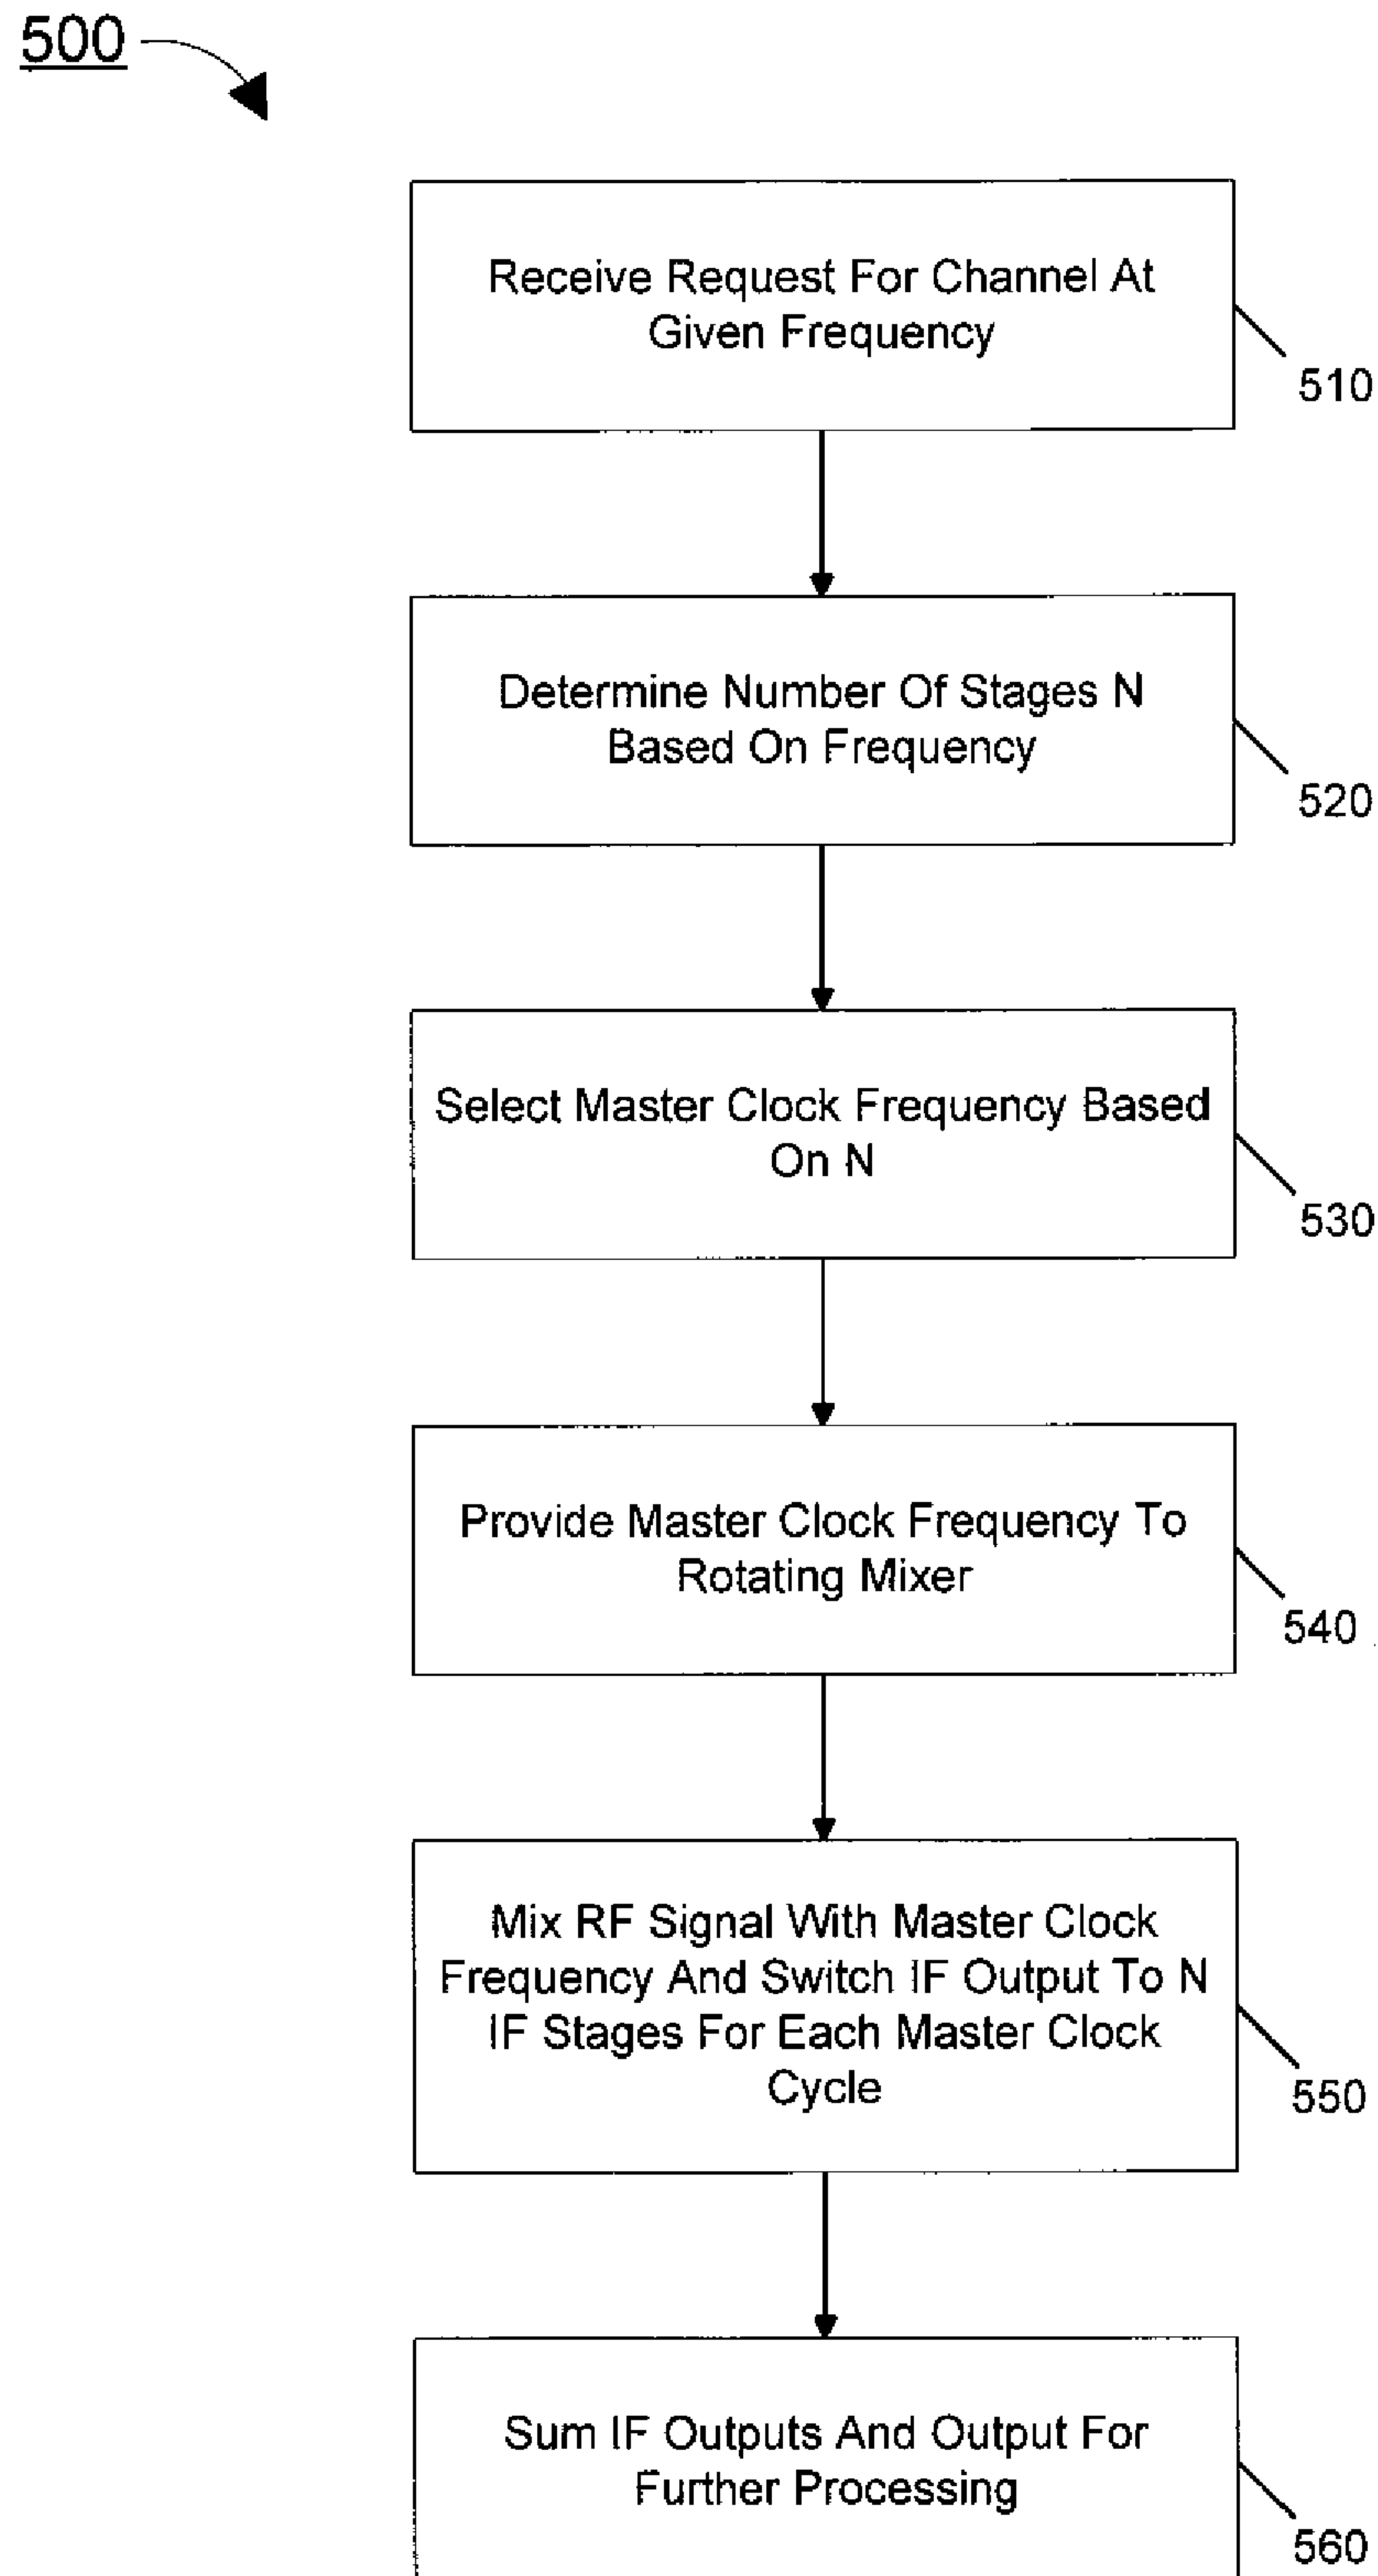 500
Receive Request For Channel At
Given Frequency
510
Determine Number Of Stages N
Based On Frequency
520
Select Master Clock Frequency Based
On N
530
Provide Master Clock Frequency To
Rotating Mixer
540
Mix RF Signal With Master Clock
Frequency And Switch IF Output To N
IF Stages For Each Master Clock
Cycle
550
Sum IF Outputs And Output For
Further Processing
560